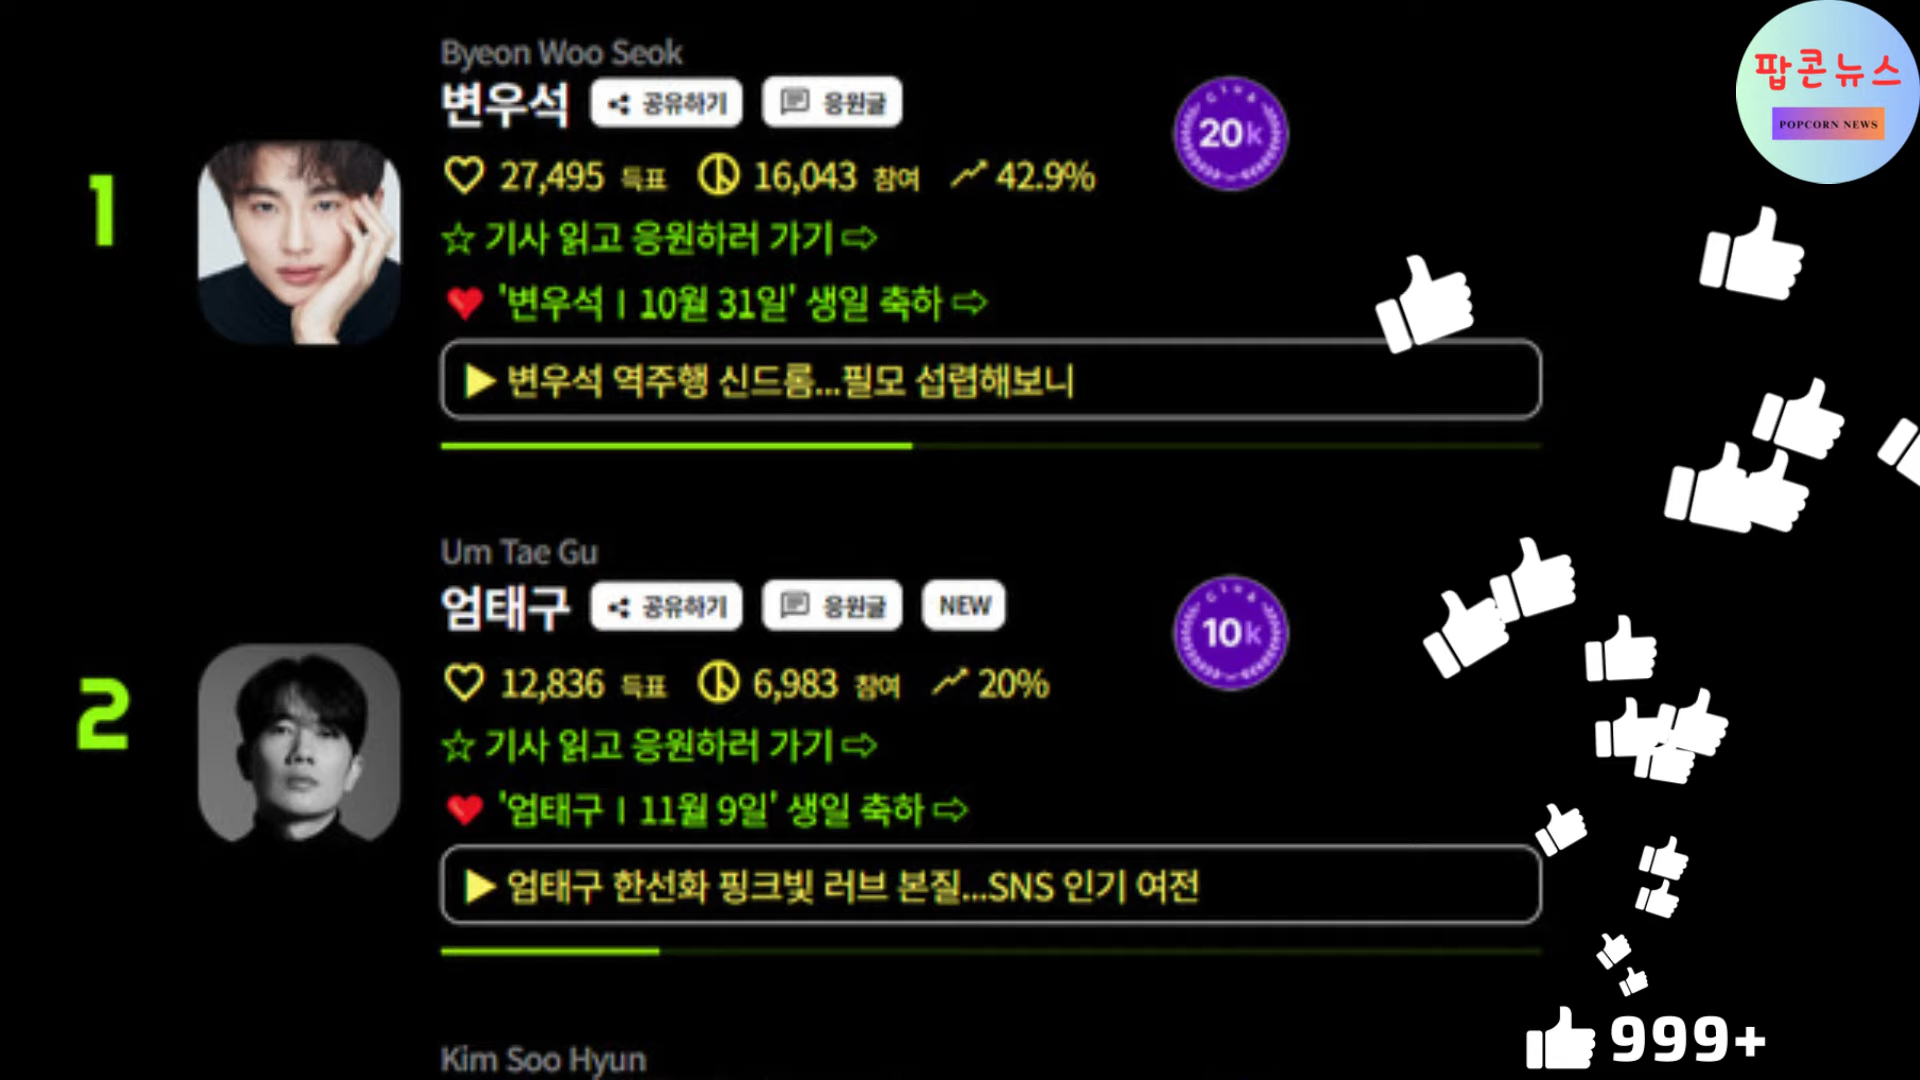 팝콘뉴스
POPCORN NEWS
1
Byeon Woo Seok
변우석 공유하기 응원글
CLUB
20k
27,495 득표 16,043 참여 42.9%
☆ 기사 읽고 응원하러 가기 ⇨
❤ '변우석 | 10월 31일' 생일 축하 ⇨
▶ 변우석 역주행 신드롬...필모 섭렵해보니
2
Um Tae Gu
엄태구 공유하기 응원글 NEW
CLUB
10k
12,836 득표 6,983 참여 20%
☆ 기사 읽고 응원하러 가기 ⇨
❤ '엄태구 | 11월 9일' 생일 축하 ⇨
▶ 엄태구 한선화 핑크빛 러브 본질...SNS 인기 여전
Kim Soo Hyun
999+